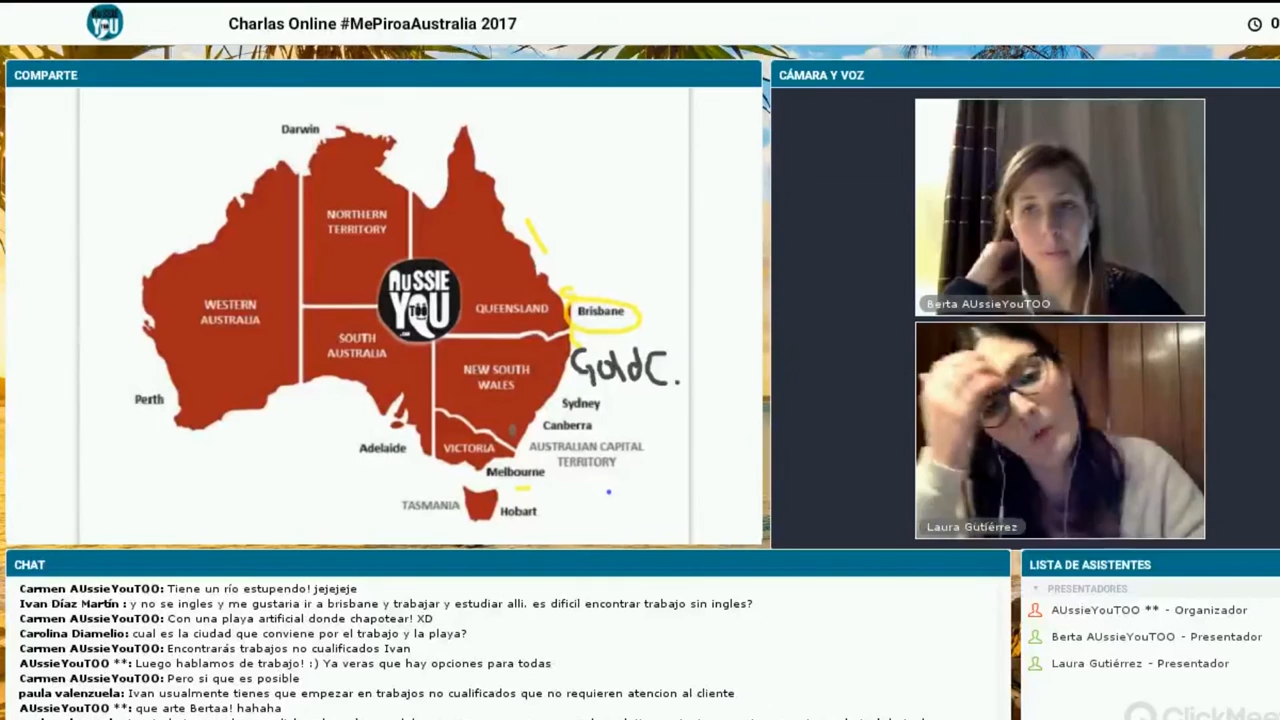 AUSSIE
YOU
Charlas Online #MePiroaAustralia 2017
0
COMPARTE
CÁMARA Y VOZ
Darwin
NORTHERN
TERRITORY
WESTERN
AUSTRALIA
AUSSIE
YOU
TOO
.com
QUEENSLAND
Brisbane
SOUTH
AUSTRALIA
GoldC.
NEW SOUTH
WALES
Perth
Sydney
Canberra
Adelaide
VICTORIA
AUSTRALIAN CAPITAL
TERRITORY
Melbourne
TASMANIA
Hobart
Berta AUssieYouTOO
Laura Gutiérrez
CHAT
Carmen AUssieYouTOO: Tiene un río estupendo! jejejeje
Ivan Díaz Martín : y no se ingles y me gustaria ir a brisbane y trabajar y estudiar alli. es dificil encontrar trabajo sin ingles?
Carmen AUssieYouTOO: Con una playa artificial donde chapotear! XD
Carolina Diamelio: cual es la ciudad que conviene por el trabajo y la playa?
Carmen AUssieYouTOO: Encontrarás trabajos no cualificados Ivan
AUssieYouTOO **: Luego hablamos de trabajo! :) Ya veras que hay opciones para todas
Carmen AUssieYouTOO: Pero si que es posible
paula valenzuela: Ivan usualmente tienes que empezar en trabajos no cualificados que no requieren atencion al cliente
AUssieYouTOO **: que arte Bertaa! hahaha
LISTA DE ASISTENTES
PRESENTADORES
AUssieYouTOO ** - Organizador
Berta AUssieYouTOO - Presentador
Laura Gutiérrez - Presentador
ClickMee